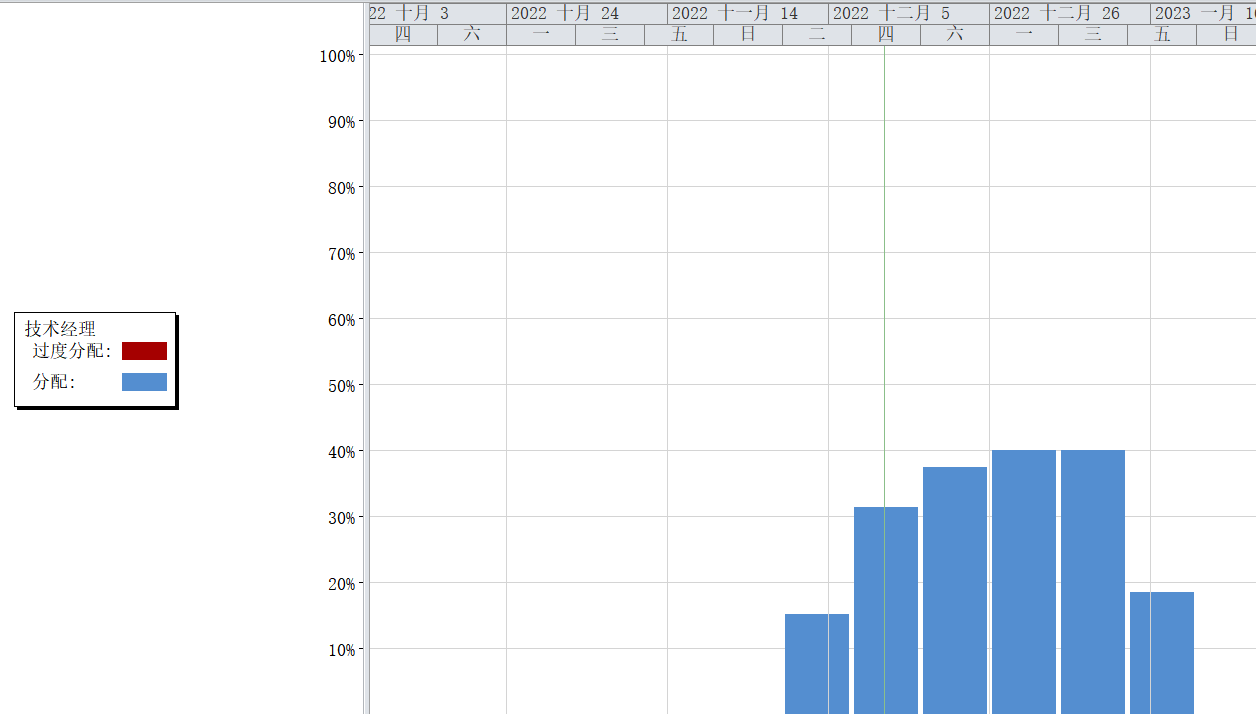 22 十月 3 2022 十月 24 2022 十一月 14 2022 十二月 5 2022 十二月 26 2023 一月
四 六 一 三 五 日 二 四 六 一 三 五 日
100%
90%
80%
70%
60%
技术经理
过度分配:
分配:
50%
40%
30%
20%
10%